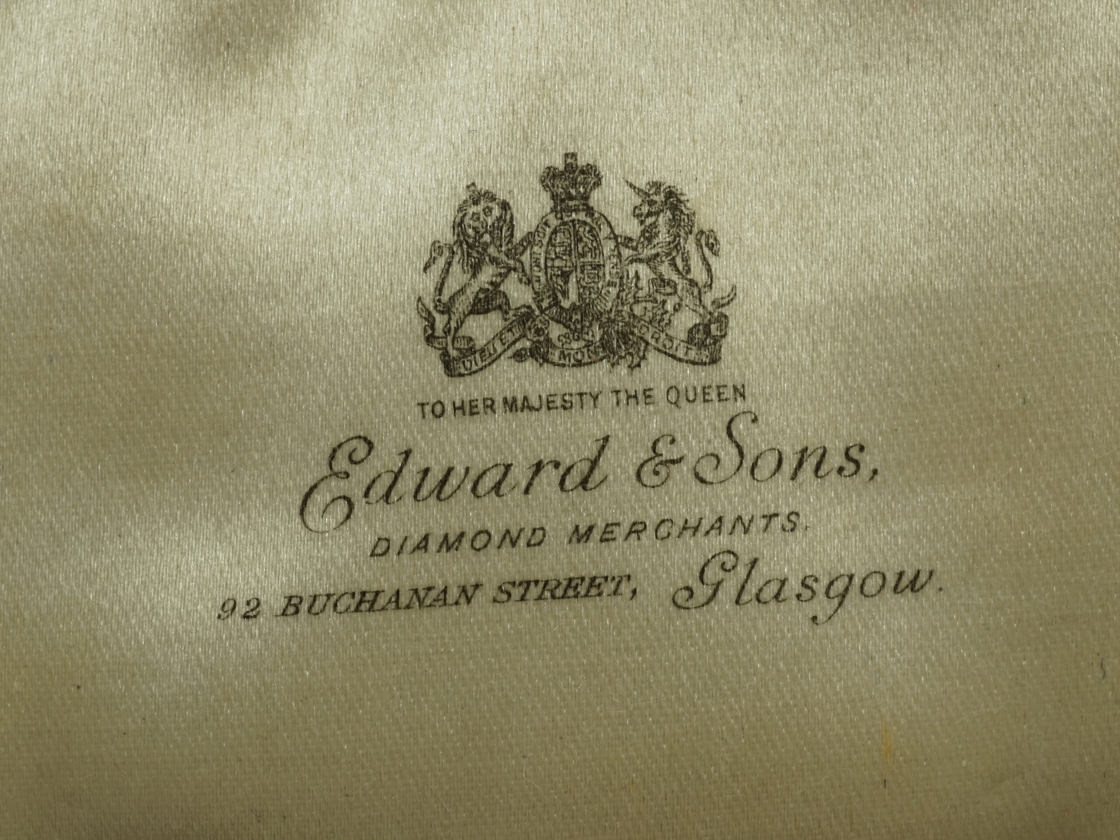 DIEU ET MON DROIT
TO HER MAJESTY THE QUEEN
Edward & Sons,
DIAMOND MERCHANTS.
92 BUCHANAN STREET, Glasgow.